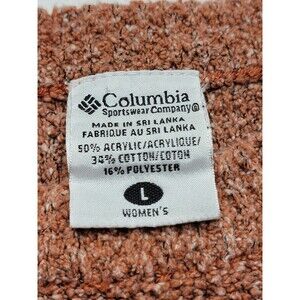 Columbia
Sportswear Company®
MADE IN SRI LANKA
FABRIQUÉ AU SRI LANKA
50% ACRYLIC/ACRYLIQUE/
34% COTTON/COTON
16% POLYESTER
L
WOMEN'S